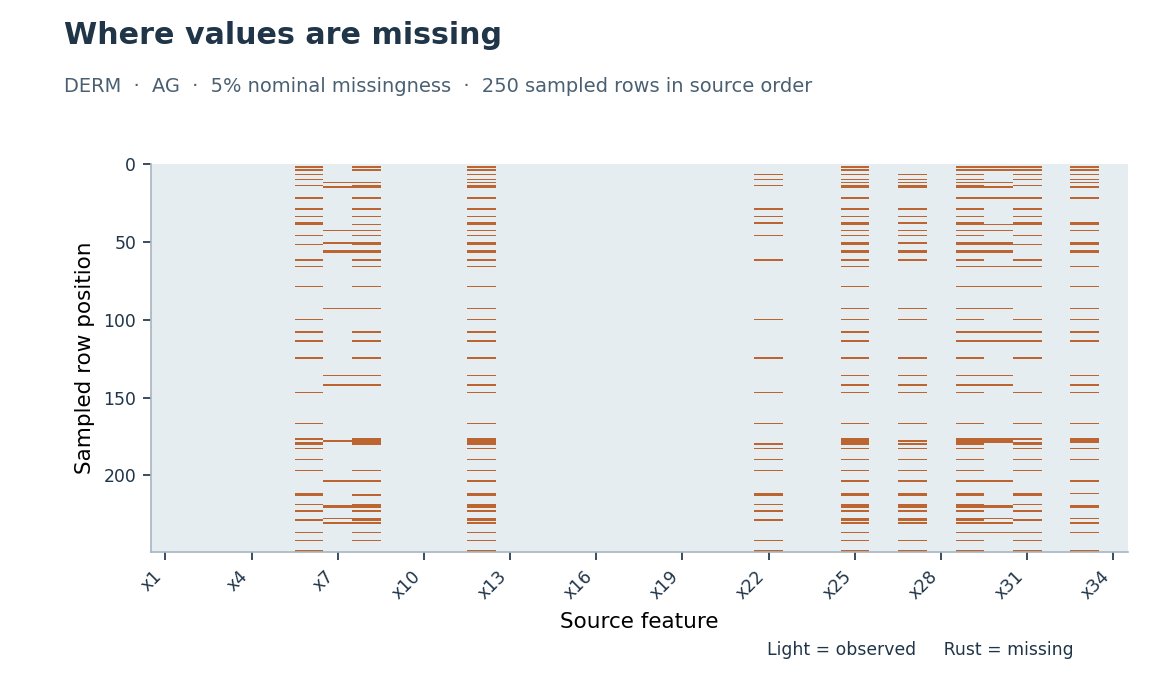 Where values are missing
DERM · AG · 5% nominal missingness · 250 sampled rows in source order
0
50
100
150
200
Sampled row position
x1
x4
x7
x10
x13
x16
x19
x22
x25
x28
x31
x34
Source feature
Light = observed Rust = missing